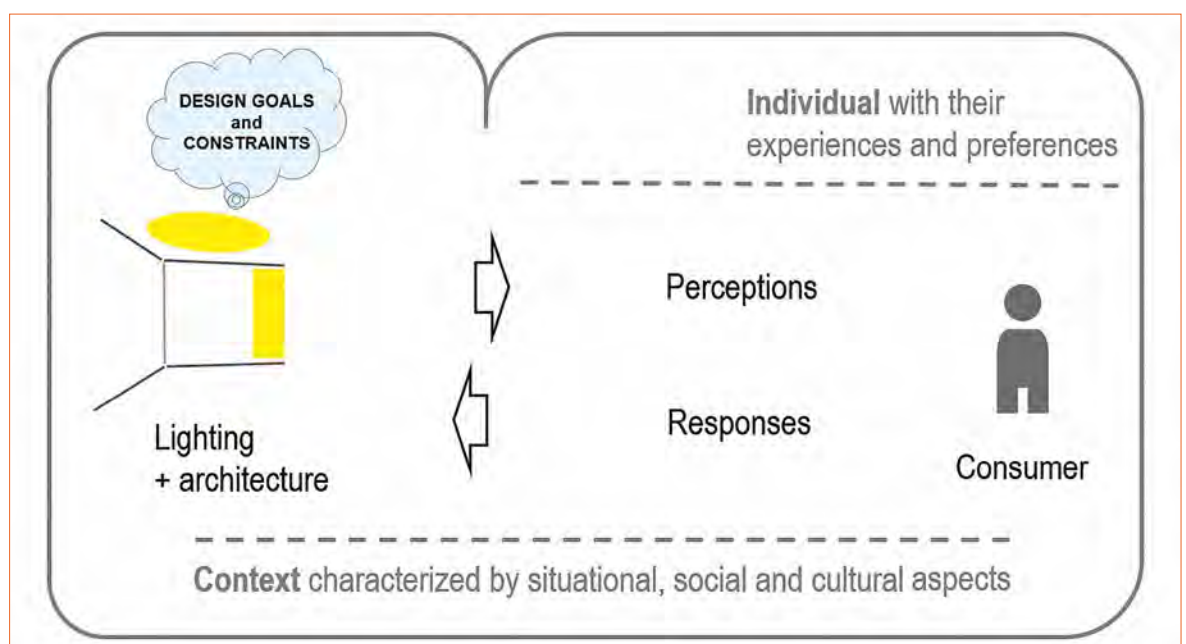 DESIGN GOALS
and
CONSTRAINTS
Individual with their
experiences and preferences
Perceptions
Responses
Lighting
+ architecture
Consumer
Context characterized by situational, social and cultural aspects